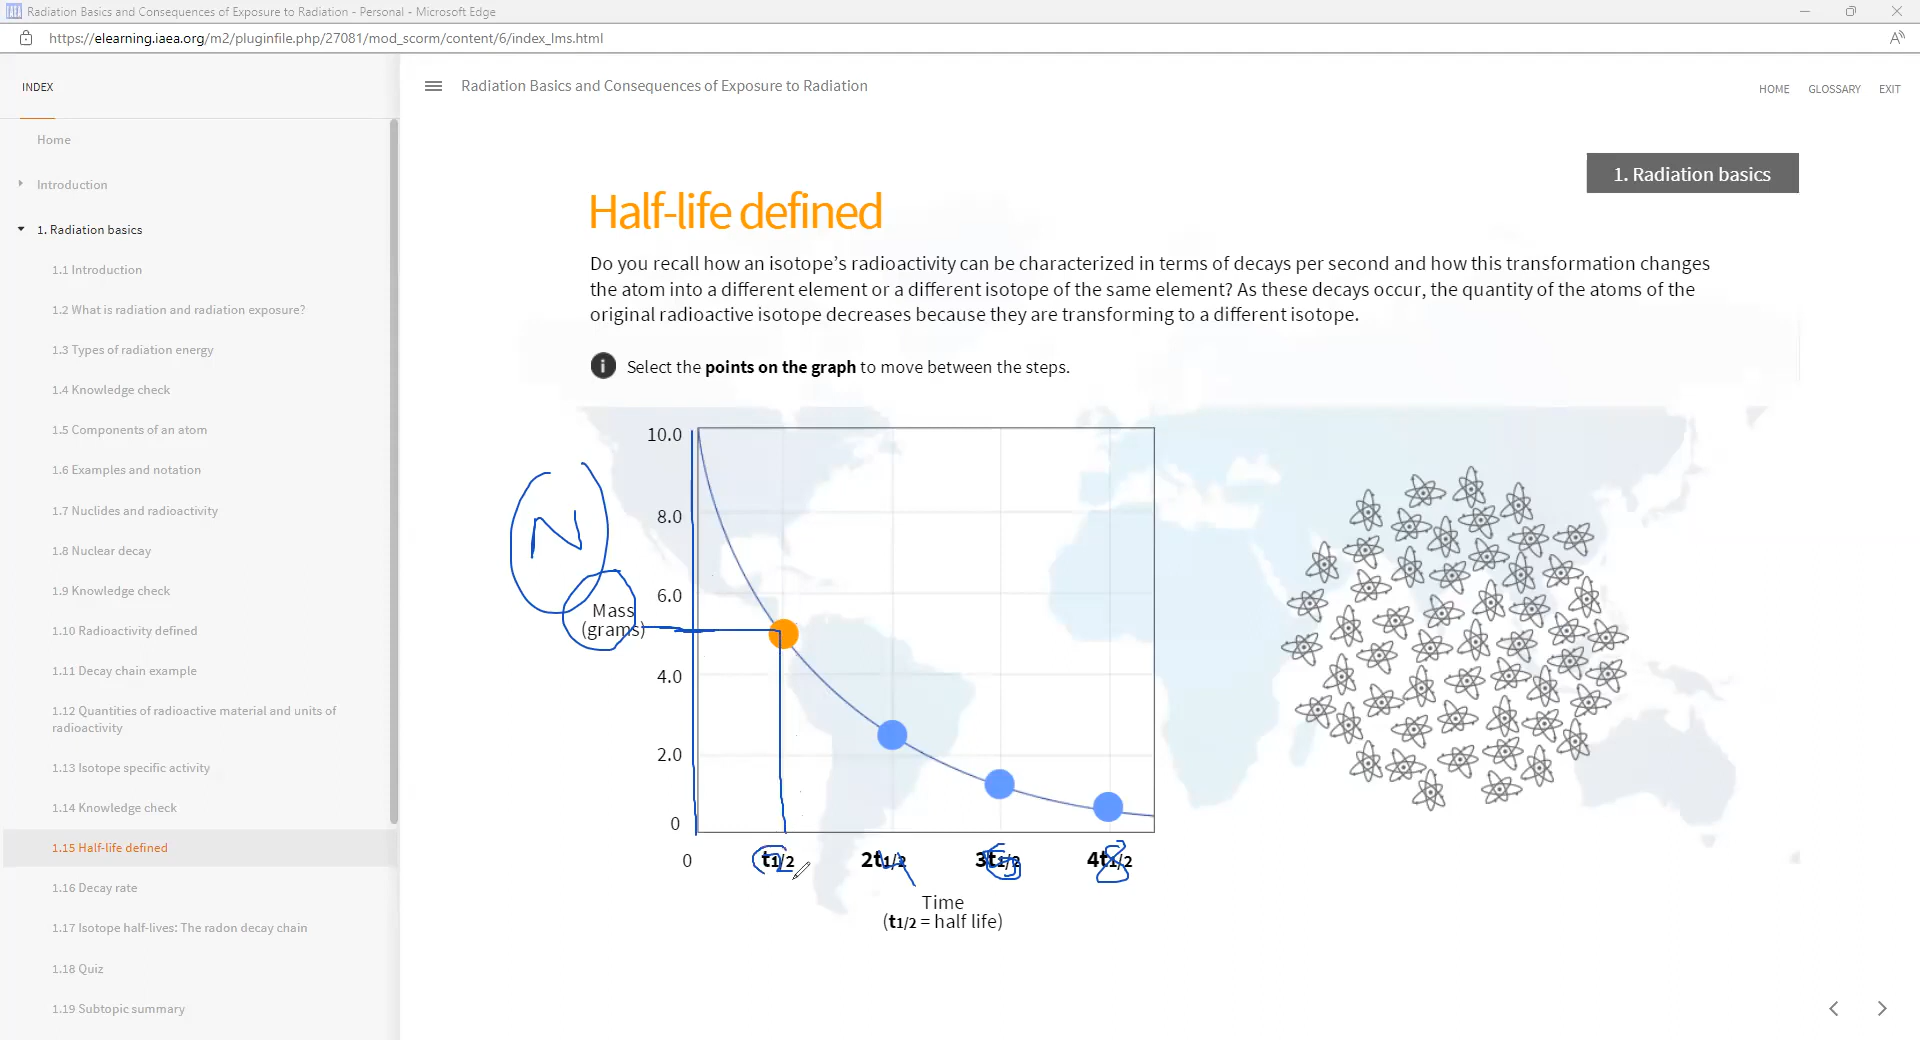 Radiation Basics and Consequences of Exposure to Radiation - Personal - Microsoft Edge
https://elearning.iaea.org/m2/pluginfile.php/27081/mod_scorm/content/6/index_lms.html
INDEX
Home
Introduction
1. Radiation basics
1.1 Introduction
1.2 What is radiation and radiation exposure?
1.3 Types of radiation energy
1.4 Knowledge check
1.5 Components of an atom
1.6 Examples and notation
1.7 Nuclides and radioactivity
1.8 Nuclear decay
1.9 Knowledge check
1.10 Radioactivity defined
1.11 Decay chain example
1.12 Quantities of radioactive material and units of
radioactivity
1.13 Isotope specific activity
1.14 Knowledge check
1.15 Half-life defined
1.16 Decay rate
1.17 Isotope half-lives: The radon decay chain
1.18 Quiz
1.19 Subtopic summary
Radiation Basics and Consequences of Exposure to Radiation
HOME GLOSSARY EXIT
1. Radiation basics
Half-life defined
Do you recall how an isotope's radioactivity can be characterized in terms of decays per second and how this transformation changes
the atom into a different element or a different isotope of the same element? As these decays occur, the quantity of the atoms of the
original radioactive isotope decreases because they are transforming to a different isotope.
i Select the points on the graph to move between the steps.
10.0
8.0
6.0
4.0
2.0
0
N
Mass
(grams)
0 t1/2 2t1/2 3t1/2 4t1/2
2 4 8
Time
(t1/2 = half life)